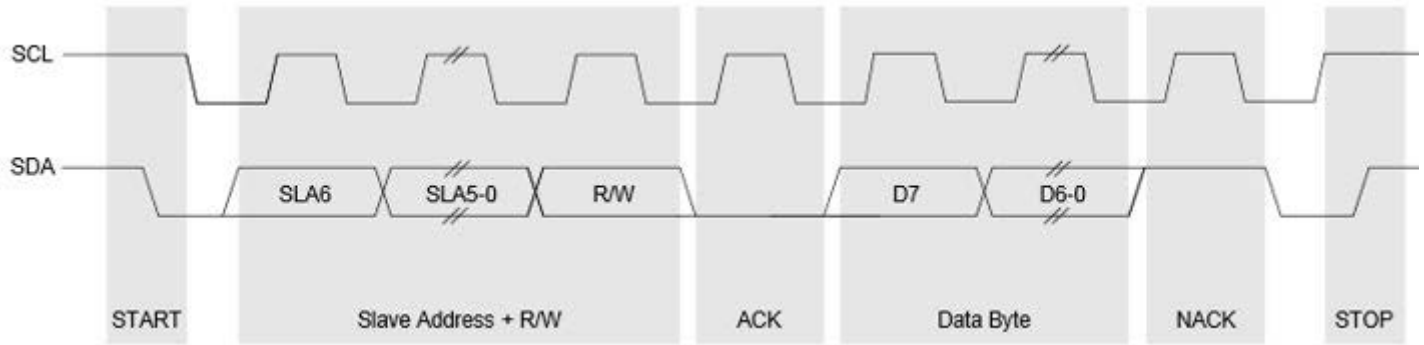 SCL
SDA
SLA6 SLA5-0 R/W D7 D6-0
START Slave Address + R/W ACK Data Byte NACK STOP